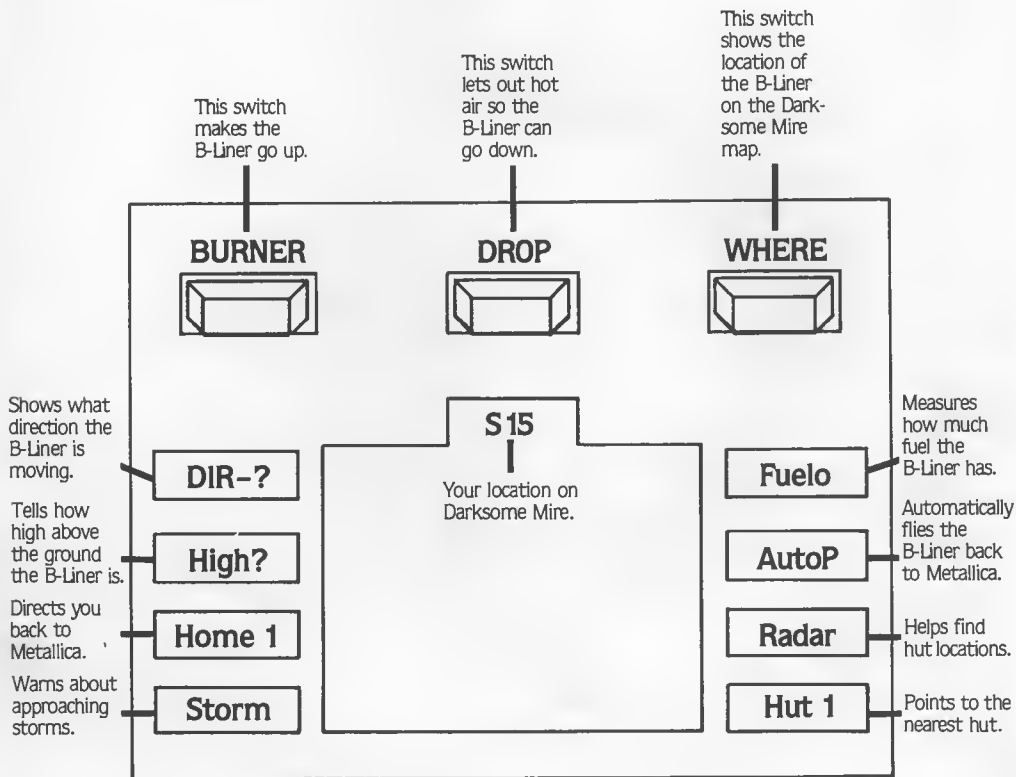 This switch
makes the
B-Liner go up.
This switch
lets out hot
air so the
B-Liner can
go down.
This switch
shows the
location of
the B-Liner
on the Dark-
some Mire
map.
BURNER
DROP
WHERE
Shows what
direction the
B-Liner is
moving.
DIR-?
Tells how
high above
the ground
the B-Liner is.
High?
Directs you
back to
Metallica.
Home 1
Warns about
approaching
storms.
Storm
S 15
Your location on
Darksome Mire.
Measures
how much
fuel the
B-Liner has.
Fuelo
Automatically
flies the
B-Liner back
to Metallica.
AutoP
Helps find
hut locations.
Radar
Points to the
nearest hut.
Hut 1